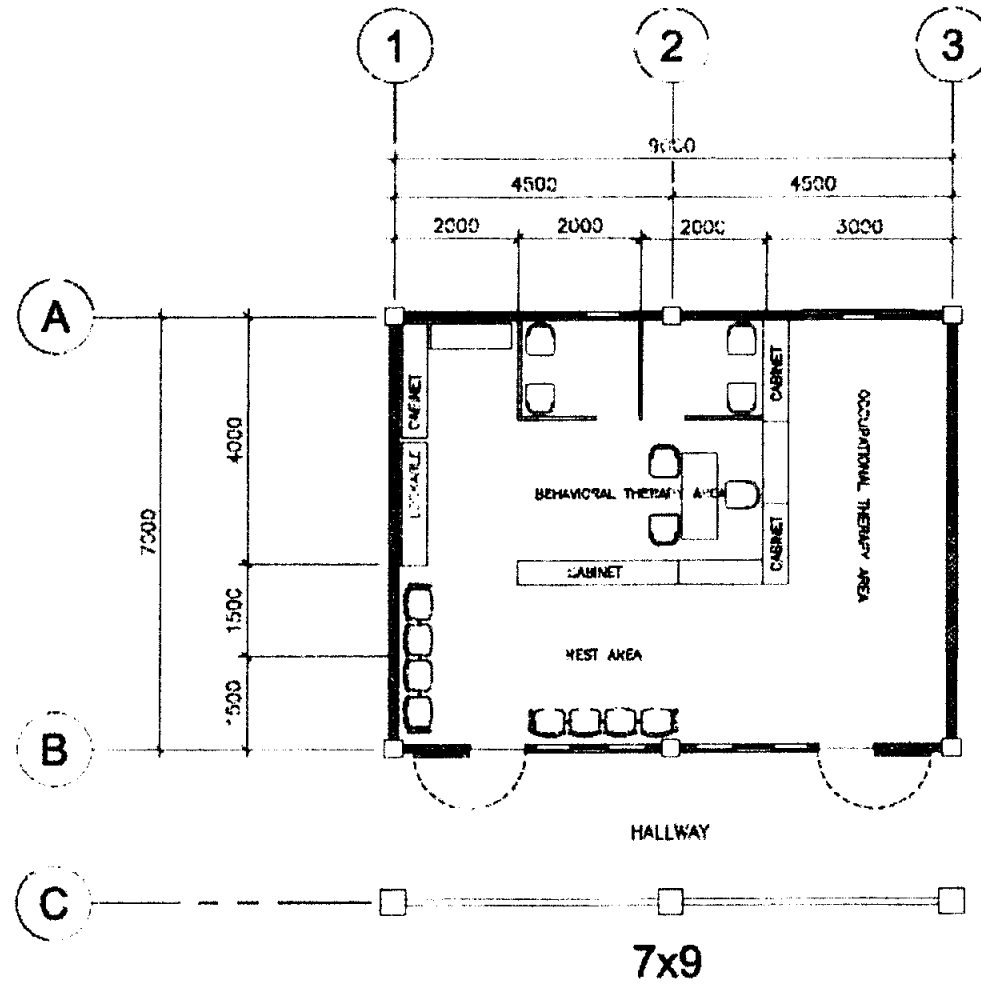 1
2
3
9000
4500
4500
2000
2000
2000
3000
A
7000
4000
1500
1500
CABINET
LOCKABLE
CABINET
CABINET
BEHAVIORAL THERAPY AREA
CABINET
OCCUPATIONAL THERAPY AREA
REST AREA
B
HALLWAY
C
7x9